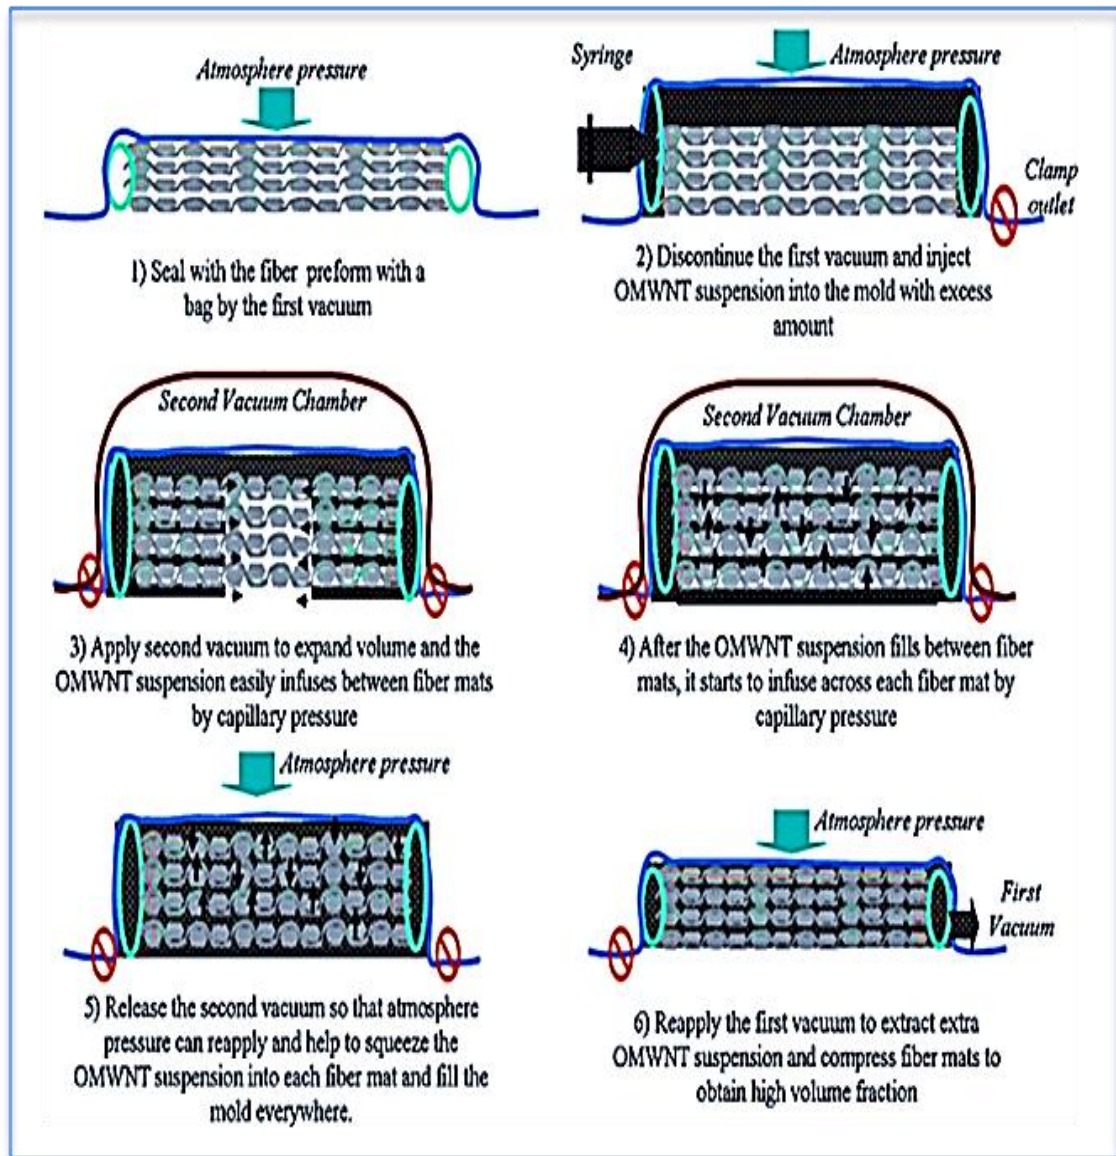 Atmosphere pressure
1) Seal with the fiber preform with a
bag by the first vacuum
Syringe
Atmosphere pressure
Clamp
outlet
2) Discontinue the first vacuum and inject
OMWNT suspension into the mold with excess
amount
Second Vacuum Chamber
3) Apply second vacuum to expand volume and the
OMWNT suspension easily infuses between fiber mats
by capillary pressure
Second Vacuum Chamber
4) After the OMWNT suspension fills between fiber
mats, it starts to infuse across each fiber mat by
capillary pressure
Atmosphere pressure
5) Release the second vacuum so that atmosphere
pressure can reapply and help to squeeze the
OMWNT suspension into each fiber mat and fill the
mold everywhere.
Atmosphere pressure
First
Vacuum
6) Reapply the first vacuum to extract extra
OMWNT suspension and compress fiber mats to
obtain high volume fraction